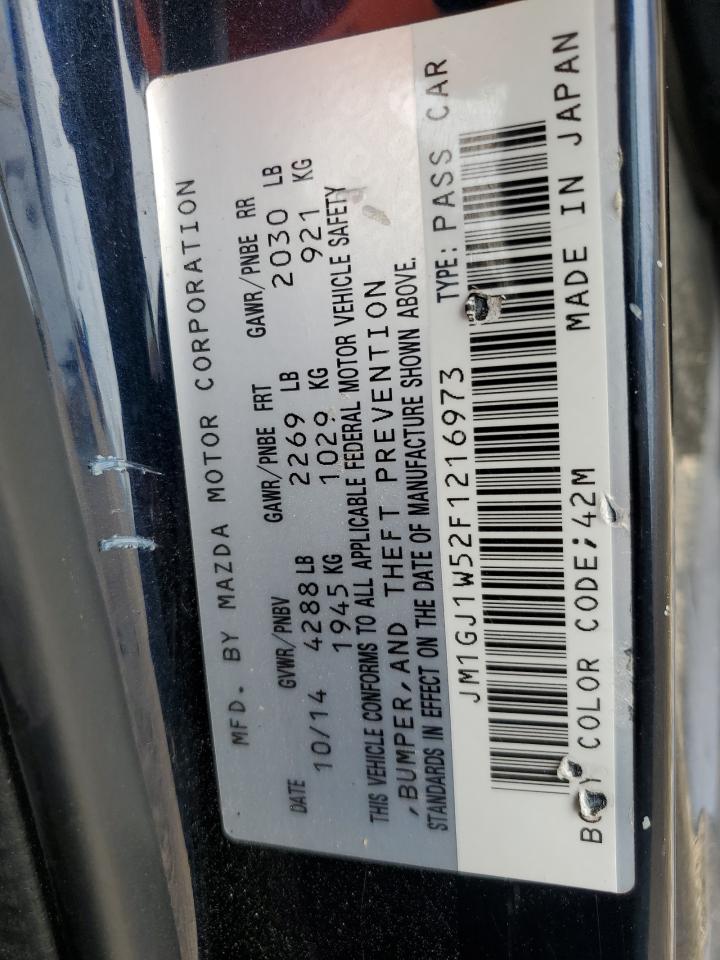 MFD. BY MAZDA MOTOR CORPORATION
DATE GVWR/PNBV GAWR/PNBE FRT GAWR/PNBE RR
10/14 4288 LB 2269 LB 2030 LB
1945 KG 1029 KG 921 KG
THIS VEHICLE CONFORMS TO ALL APPLICABLE FEDERAL MOTOR VEHICLE SAFETY
,BUMPER,AND THEFT PREVENTION
STANDARDS IN EFFECT ON THE DATE OF MANUFACTURE SHOWN ABOVE.
JM1GJ1W52F1216973 TYPE: PASS CAR
COLOR CODE;42M MADE IN JAPAN